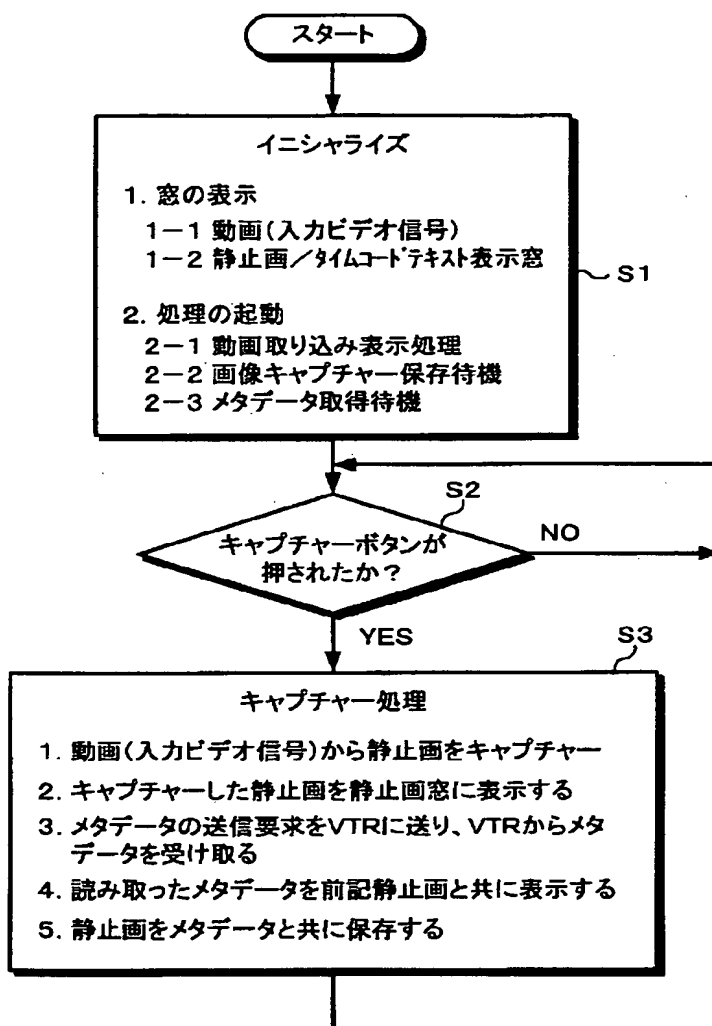 スタート
イニシャライズ
1. 窓の表示
1-1 動画(入力ビデオ信号)
1-2 静止画/タイムコードテキスト表示窓
S1
2. 処理の起動
2-1 動画取り込み表示処理
2-2 画像キャプチャー保存待機
2-3 メタデータ取得待機
S2
キャプチャーボタンが
押されたか?
NO
YES
S3
キャプチャー処理
1. 動画(入力ビデオ信号)から静止画をキャプチャー
2. キャプチャーした静止画を静止画窓に表示する
3. メタデータの送信要求をVTRに送り、VTRからメタ
データを受け取る
4. 読み取ったメタデータを前記静止画と共に表示する
5. 静止画をメタデータと共に保存する